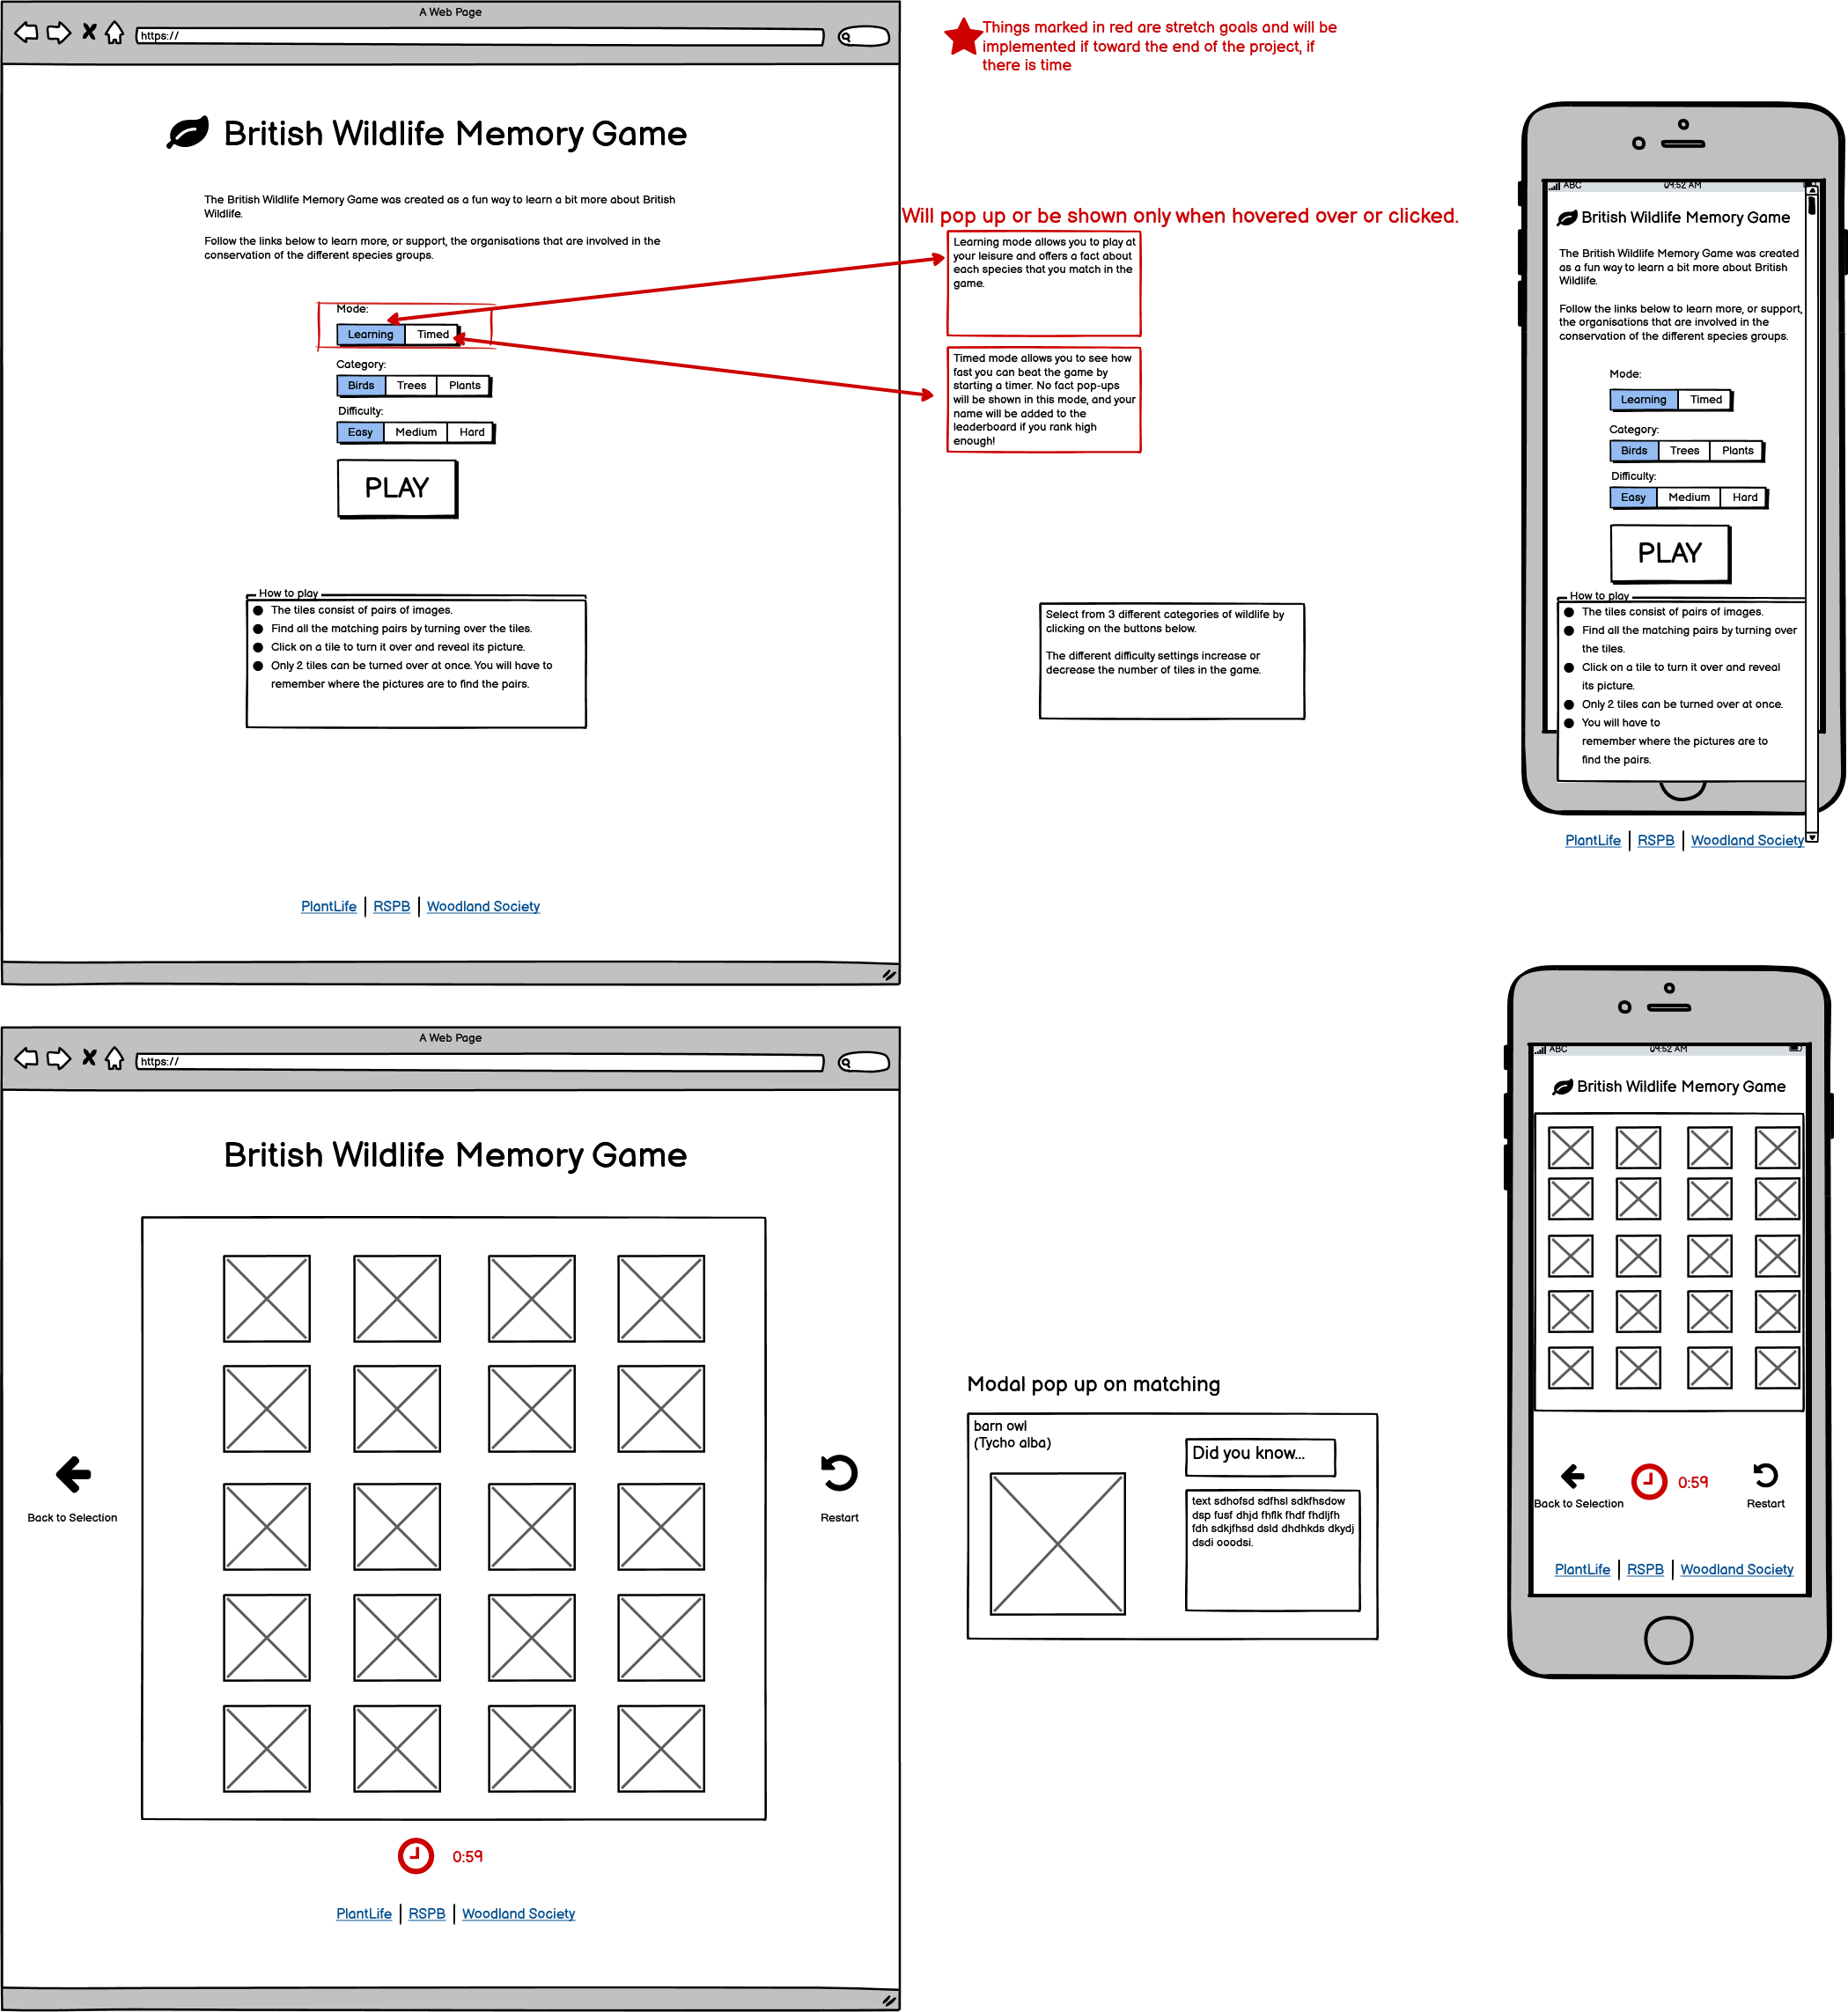 A Web Page
https://
British Wildlife Memory Game
The British Wildlife Memory Game was created as a fun way to learn a bit more about British
Wildlife.
Follow the links below to learn more, or support, the organisations that are involved in the
conservation of the different species groups.
Mode:
Learning Timed
Category:
Birds Trees Plants
Difficulty:
Easy Medium Hard
PLAY
How to play
The tiles consist of pairs of images.
Find all the matching pairs by turning over the tiles.
Click on a tile to turn it over and reveal its picture.
Only 2 tiles can be turned over at once. You will have to
remember where the pictures are to find the pairs.
PlantLife RSPB Woodland Society
Things marked in red are stretch goals and will be
implemented if toward the end of the project, if
there is time
Will pop up or be shown only when hovered over or clicked.
Learning mode allows you to play at
your leisure and offers a fact about
each species that you match in the
game.
Timed mode allows you to see how
fast you can beat the game by
starting a timer. No fact pop-ups
will be shown in this mode, and your
name will be added to the
leaderboard if you rank high
enough!
Select from 3 different categories of wildlife by
clicking on the buttons below.
The different difficulty settings increase or
decrease the number of tiles in the game.
ABC 09:52 AM
British Wildlife Memory Game
The British Wildlife Memory Game was created
as a fun way to learn a bit more about British
Wildlife.
Follow the links below to learn more, or support,
the organisations that are involved in the
conservation of the different species groups.
Mode:
Learning Timed
Category:
Birds Trees Plants
Difficulty:
Easy Medium Hard
PLAY
How to play
The tiles consist of pairs of images.
Find all the matching pairs by turning over
the tiles.
Click on a tile to turn it over and reveal
its picture.
Only 2 tiles can be turned over at once.
You will have to
remember where the pictures are to
find the pairs.
PlantLife RSPB Woodland Society
A Web Page
https://
British Wildlife Memory Game
Back to Selection
Restart
0:59
PlantLife RSPB Woodland Society
Modal pop up on matching
barn owl
(Tycho alba)
Did you know...
text sdhofsd sdfhsl sdkfhsdow
dsp fusf dhjd fhflk fhdf fhdljfh
fdh sdkjfhsd dsld dhdhkds dkydj
dsdi ooodsi.
ABC 09:52 AM
British Wildlife Memory Game
0:59
Back to Selection Restart
PlantLife RSPB Woodland Society